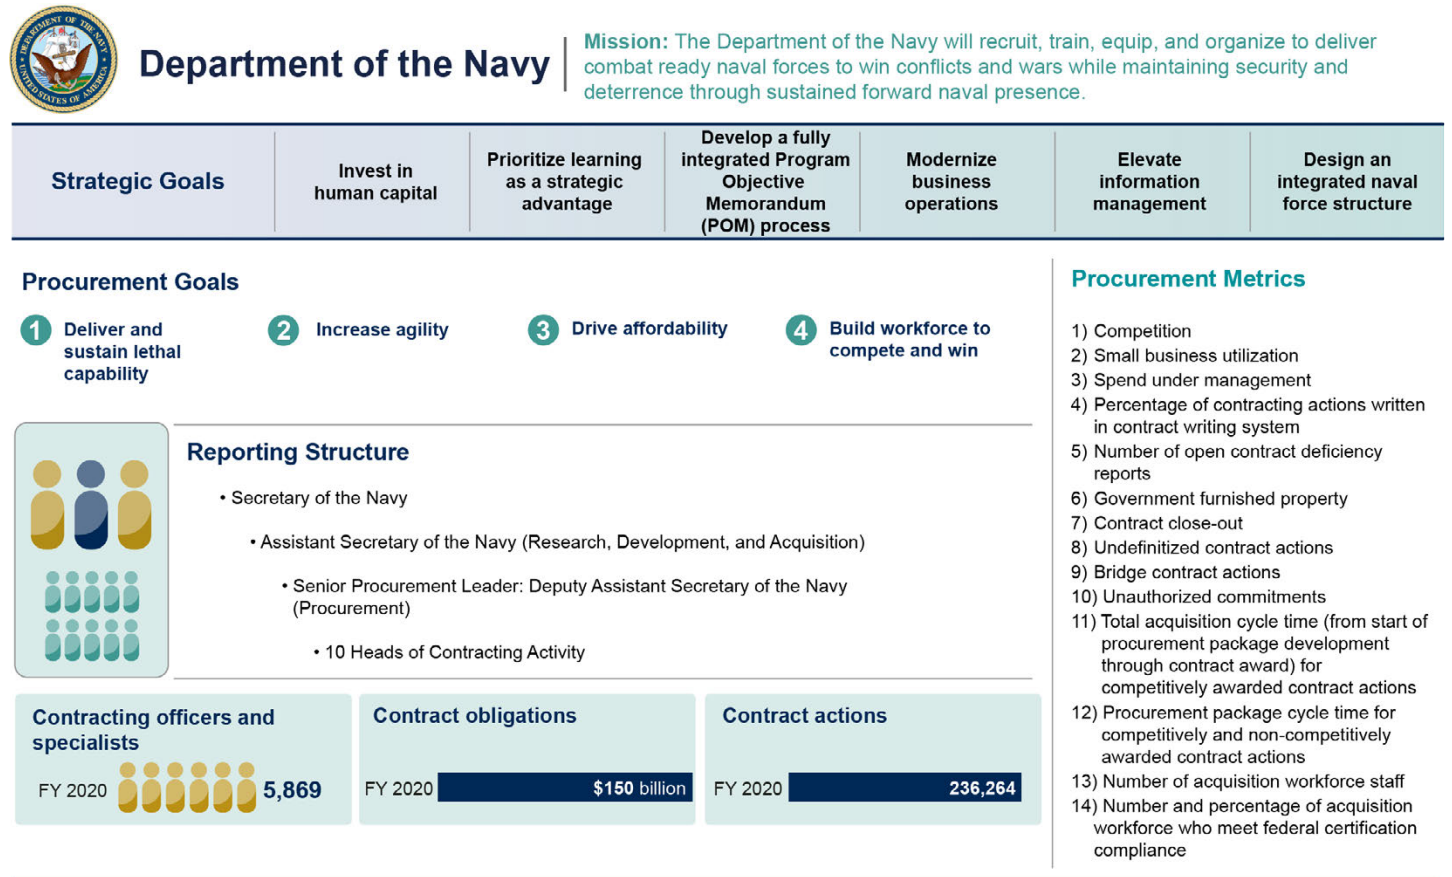 DEPARTMENT OF THE NAVY
UNITED STATES OF AMERICA
Department of the Navy
Mission: The Department of the Navy will recruit, train, equip, and organize to deliver
combat ready naval forces to win conflicts and wars while maintaining security and
deterrence through sustained forward naval presence.
Strategic Goals
Invest in
human capital
Prioritize learning
as a strategic
advantage
Develop a fully
integrated Program
Objective
Memorandum
(POM) process
Modernize
business
operations
Elevate
information
management
Design an
integrated naval
force structure
Procurement Goals
1 Deliver and
sustain lethal
capability
2 Increase agility
3 Drive affordability
4 Build workforce to
compete and win
Reporting Structure
• Secretary of the Navy
• Assistant Secretary of the Navy (Research, Development, and Acquisition)
• Senior Procurement Leader: Deputy Assistant Secretary of the Navy
(Procurement)
• 10 Heads of Contracting Activity
Contracting officers and
specialists
FY 2020 5,869
Contract obligations
FY 2020 $150 billion
Contract actions
FY 2020 236,264
Procurement Metrics
1) Competition
2) Small business utilization
3) Spend under management
4) Percentage of contracting actions written
in contract writing system
5) Number of open contract deficiency
reports
6) Government furnished property
7) Contract close-out
8) Undefinitized contract actions
9) Bridge contract actions
10) Unauthorized commitments
11) Total acquisition cycle time (from start of
procurement package development
through contract award) for
competitively awarded contract actions
12) Procurement package cycle time for
competitively and non-competitively
awarded contract actions
13) Number of acquisition workforce staff
14) Number and percentage of acquisition
workforce who meet federal certification
compliance